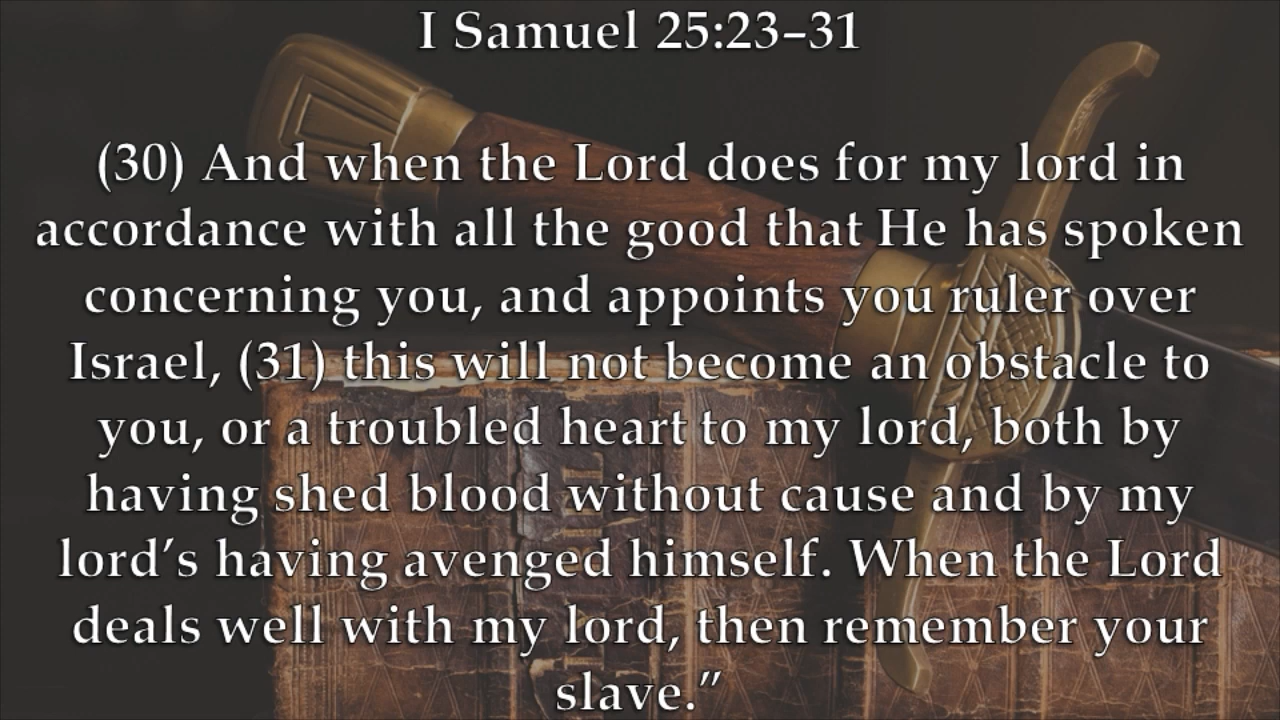 I Samuel 25:23–31
(30) And when the Lord does for my lord in
accordance with all the good that He has spoken
concerning you, and appoints you ruler over
Israel, (31) this will not become an obstacle to
you, or a troubled heart to my lord, both by
having shed blood without cause and by my
lord’s having avenged himself. When the Lord
deals well with my lord, then remember your
slave.”